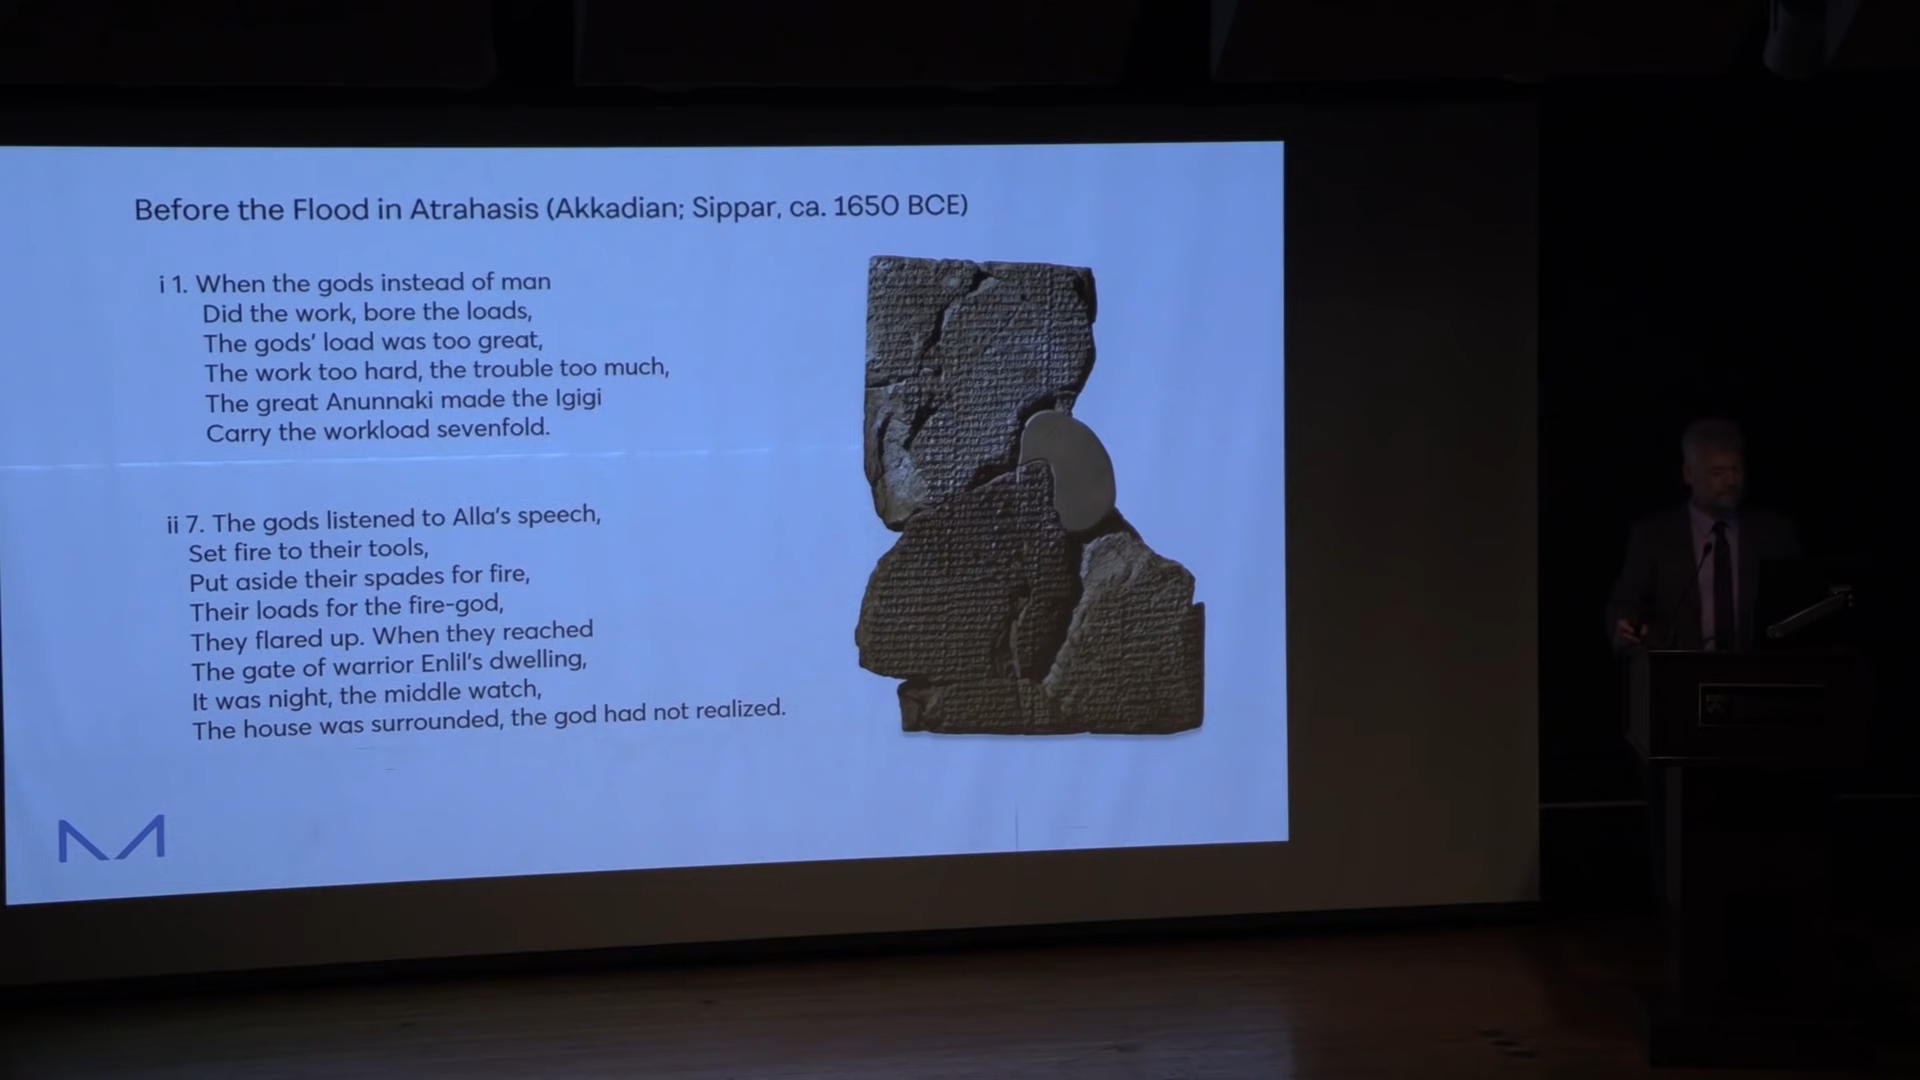 Before the Flood in Atrahasis (Akkadian; Sippar, ca. 1650 BCE)
i 1. When the gods instead of man
Did the work, bore the loads,
The gods' load was too great,
The work too hard, the trouble too much,
The great Anunnaki made the Igigi
Carry the workload sevenfold.
ii 7. The gods listened to Alla's speech,
Set fire to their tools,
Put aside their spades for fire,
Their loads for the fire-god,
They flared up. When they reached
The gate of warrior Enlil's dwelling,
It was night, the middle watch,
The house was surrounded, the god had not realized.